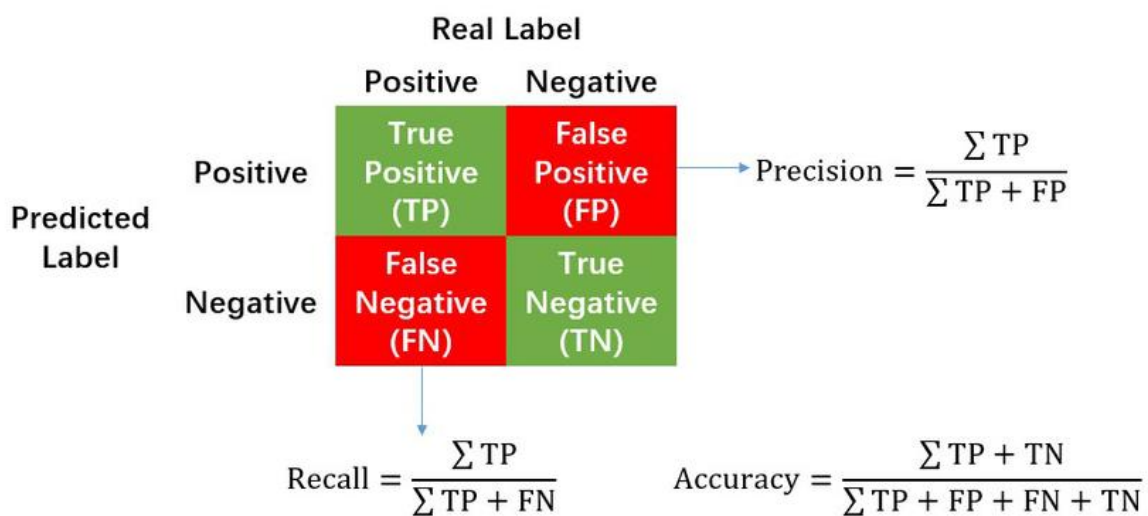 Real Label
Positive Negative
Predicted
Label
Positive
True
Positive
(TP)
False
Positive
(FP)
Precision = ∑ TP / ∑ TP + FP
Negative
False
Negative
(FN)
True
Negative
(TN)
Recall = ∑ TP / ∑ TP + FN
Accuracy = ∑ TP + TN / ∑ TP + FP + FN + TN